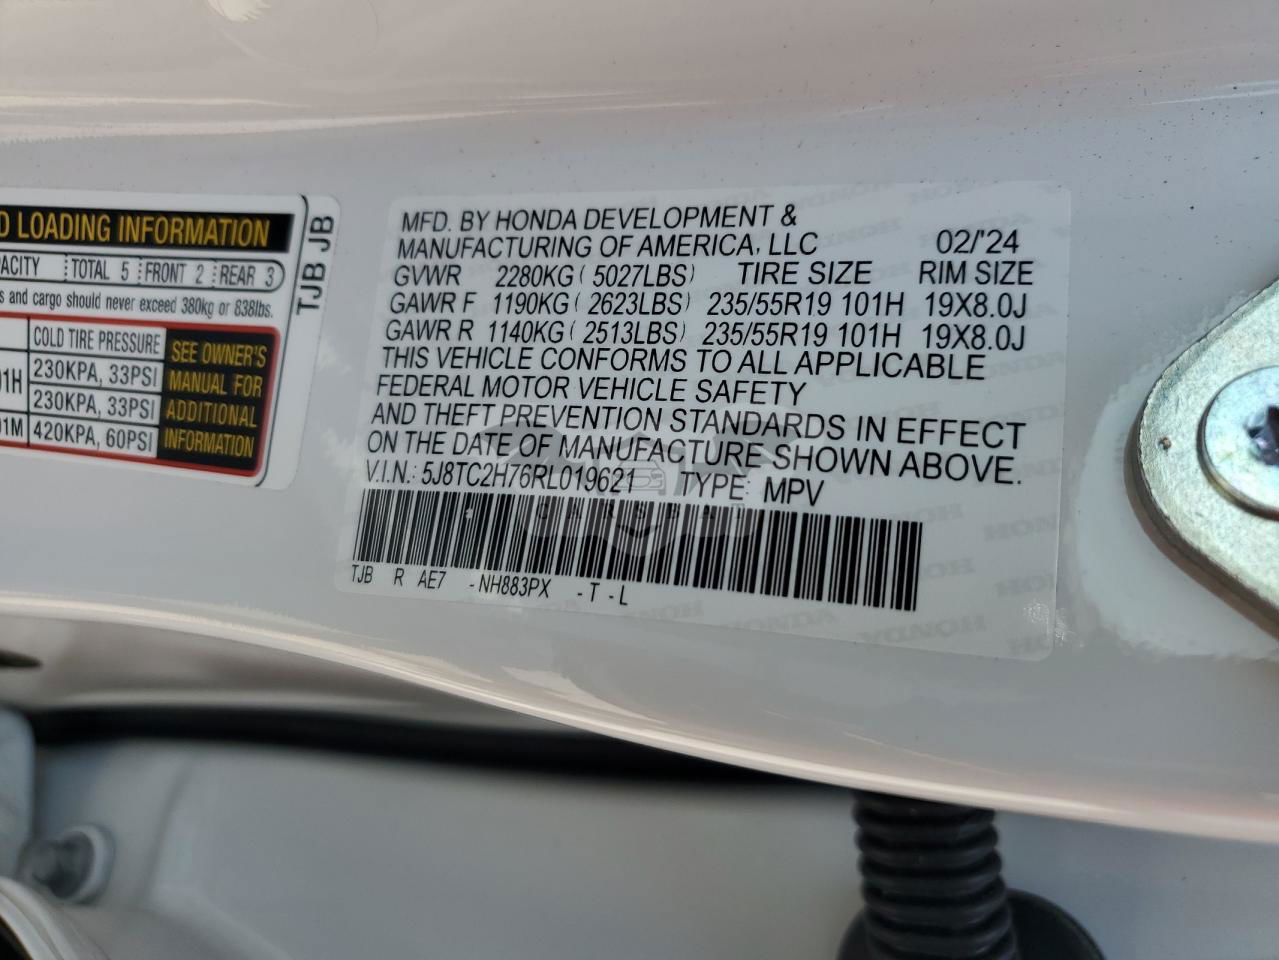 D LOADING INFORMATION
ACITY TOTAL 5 FRONT 2 REAR 3
s and cargo should never exceed 380kg or 838lbs.
COLD TIRE PRESSURE
01H 230KPA, 33PSI
230KPA, 33PSI
01M 420KPA, 60PSI
SEE OWNER'S
MANUAL FOR
ADDITIONAL
INFORMATION
TJB JB
MFD. BY HONDA DEVELOPMENT &
MANUFACTURING OF AMERICA, LLC 02/'24
GVWR 2280KG ( 5027LBS) TIRE SIZE RIM SIZE
GAWR F 1190KG ( 2623LBS) 235/55R19 101H 19X8.0J
GAWR R 1140KG ( 2513LBS) 235/55R19 101H 19X8.0J
THIS VEHICLE CONFORMS TO ALL APPLICABLE
FEDERAL MOTOR VEHICLE SAFETY
AND THEFT PREVENTION STANDARDS IN EFFECT
ON THE DATE OF MANUFACTURE SHOWN ABOVE.
V.I.N.: 5J8TC2H76RL019621 TYPE: MPV
TJB R AE7 -NH883PX -T-L